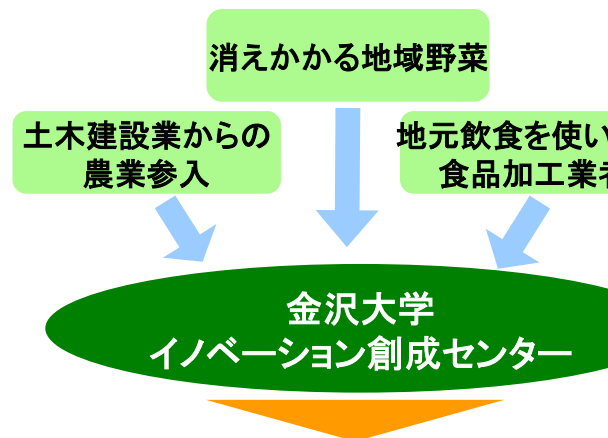 消えかかる地域野菜
土木建設業からの
農業参入
地元飲食を使い
食品加工業者
金沢大学
イノベーション創成センター